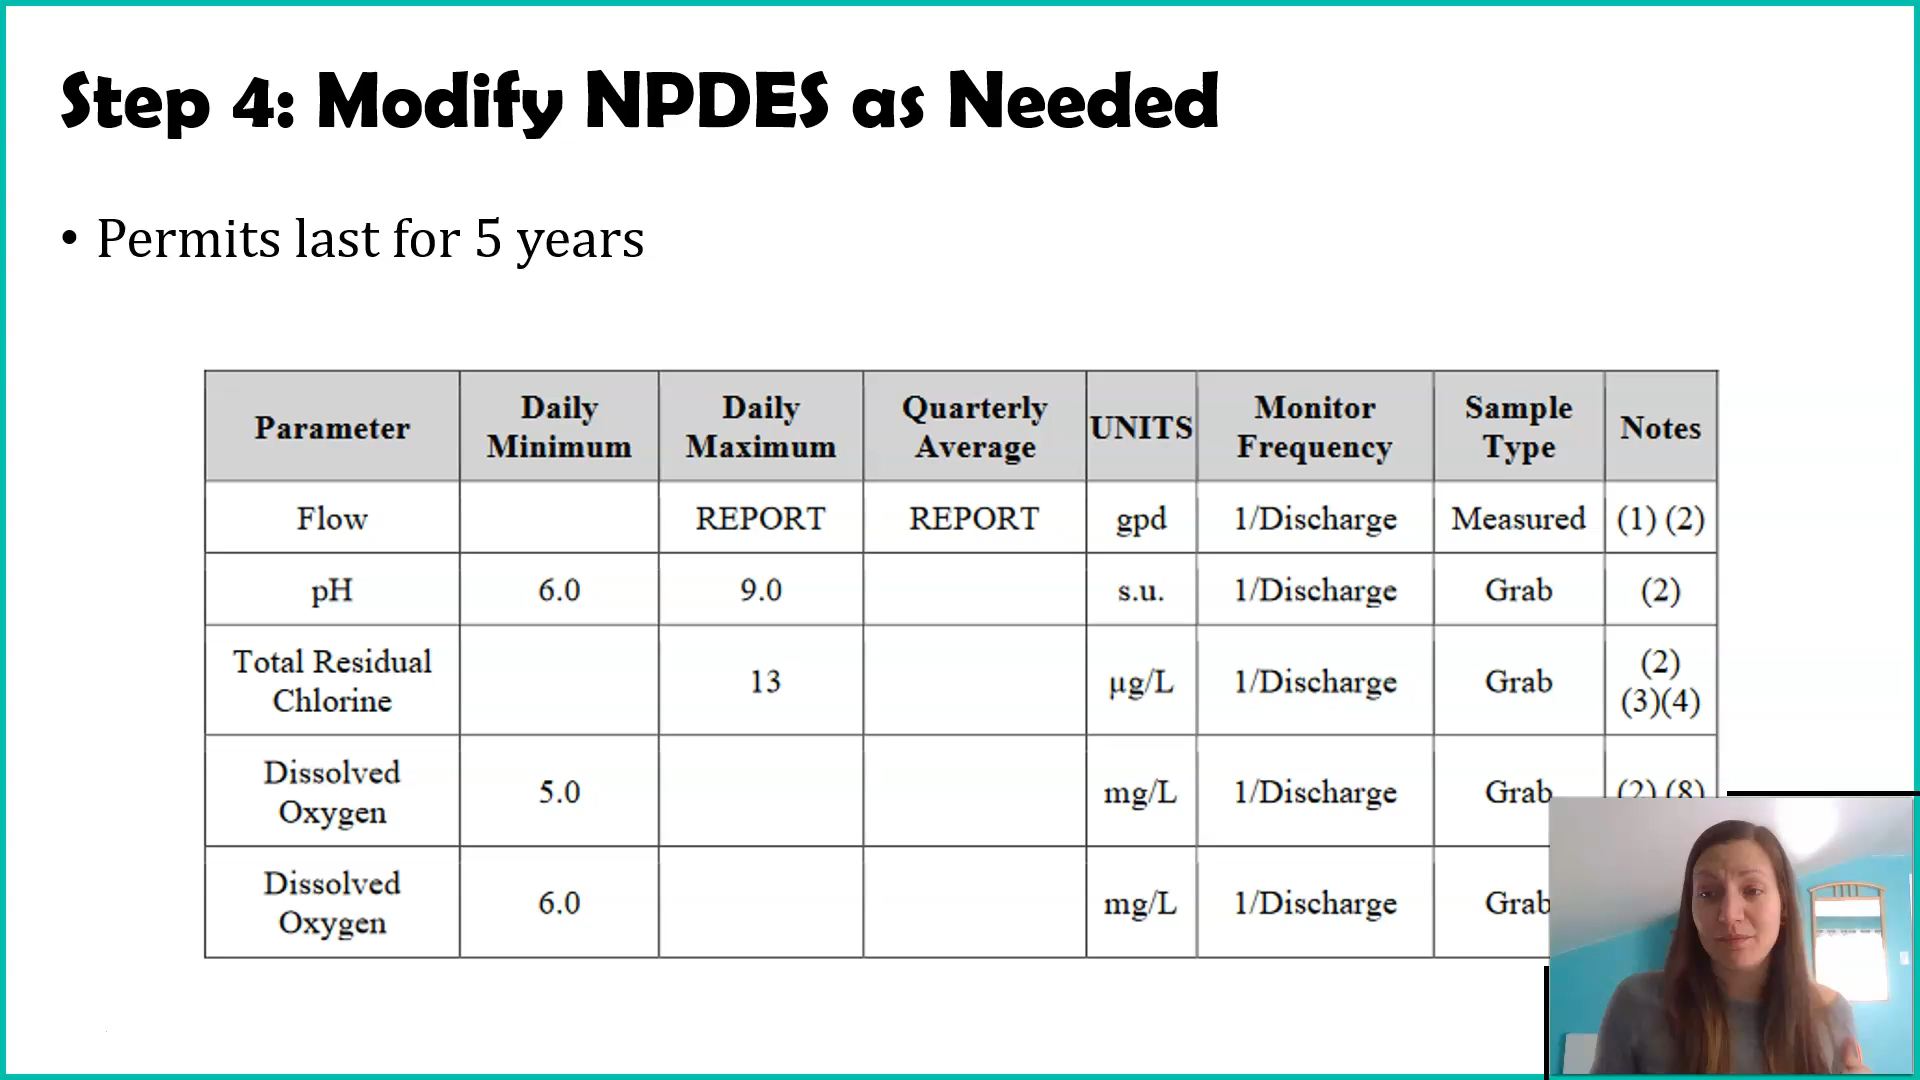 Step 4: Modify NPDES as Needed
• Permits last for 5 years
Parameter Daily Minimum Daily Maximum Quarterly Average UNITS Monitor Frequency Sample Type Notes
Flow REPORT REPORT gpd 1/Discharge Measured (1) (2)
pH 6.0 9.0 s.u. 1/Discharge Grab (2)
Total Residual Chlorine 13 µg/L 1/Discharge Grab (2) (3)(4)
Dissolved Oxygen 5.0 mg/L 1/Discharge Grab (2) (8)
Dissolved Oxygen 6.0 mg/L 1/Discharge Grab